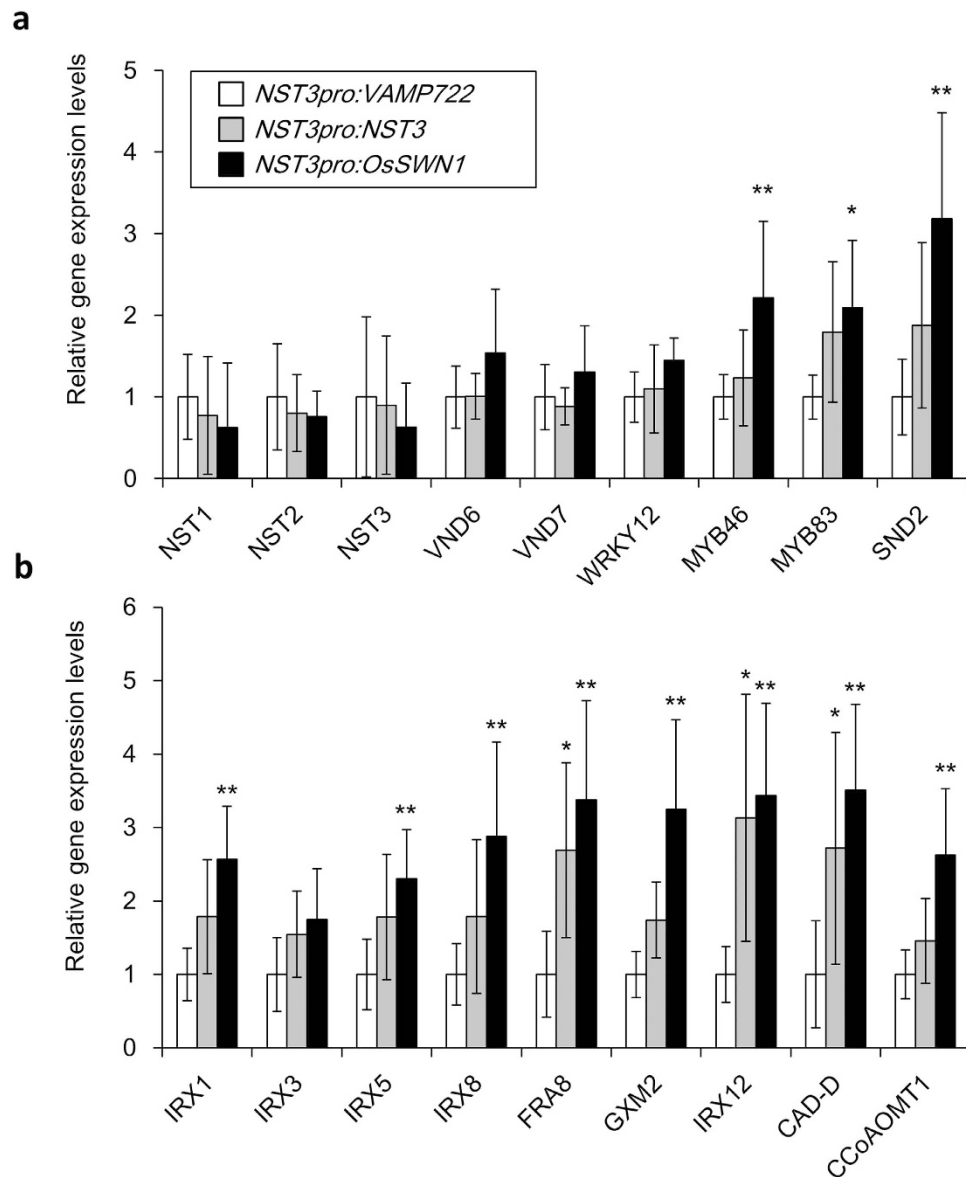 a
Relative gene expression levels
5
4
3
2
1
0
NST3pro:VAMP722
NST3pro:NST3
NST3pro:OsSWN1
**
*
**
NST1
NST2
NST3
VND6
VND7
WRKY12
MYB46
MYB83
SND2
b
Relative gene expression levels
6
5
4
3
2
1
0
**
**
**
*
**
**
*
**
*
**
**
IRX1
IRX3
IRX5
IRX8
FRA8
GXM2
IRX12
CAD-D
CCoAOMT1